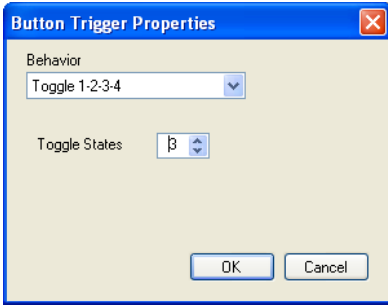 Button Trigger Properties
Behavior
Toggle 1-2-3-4
Toggle States 3
OK Cancel